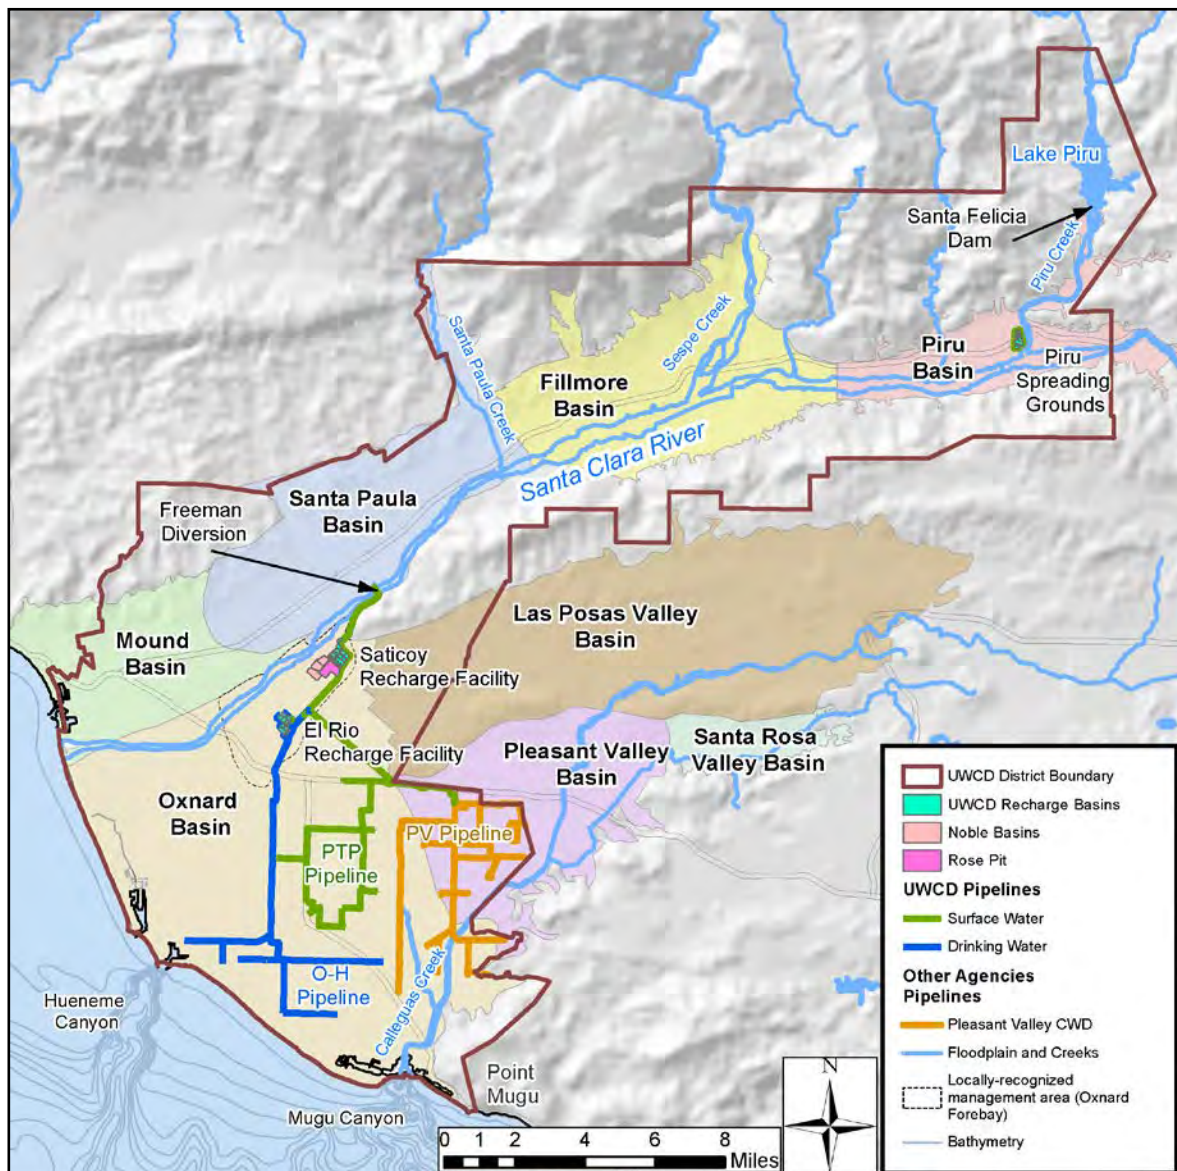 Lake Piru
Santa Felicia
Dam
Piru Creek
Santa Paula Creek
Sespe Creek
Fillmore
Basin
Piru
Basin
Piru
Spreading
Grounds
Santa Clara River
Santa Paula
Basin
Freeman
Diversion
Mound
Basin
Las Posas Valley
Basin
Saticoy
Recharge Facility
El Rio
Recharge Facility
Pleasant Valley
Basin
Santa Rosa
Valley Basin
Oxnard
Basin
PTP
Pipeline
PV Pipeline
O-H
Pipeline
Calleguas Creek
Hueneme
Canyon
Mugu Canyon
Point
Mugu
UWCD District Boundary
UWCD Recharge Basins
Noble Basins
Rose Pit
UWCD Pipelines
Surface Water
Drinking Water
Other Agencies
Pipelines
Pleasant Valley CWD
Floodplain and Creeks
Locally-recognized
management area (Oxnard
Forebay)
Bathymetry
N
0 1 2 4 6 8
Miles